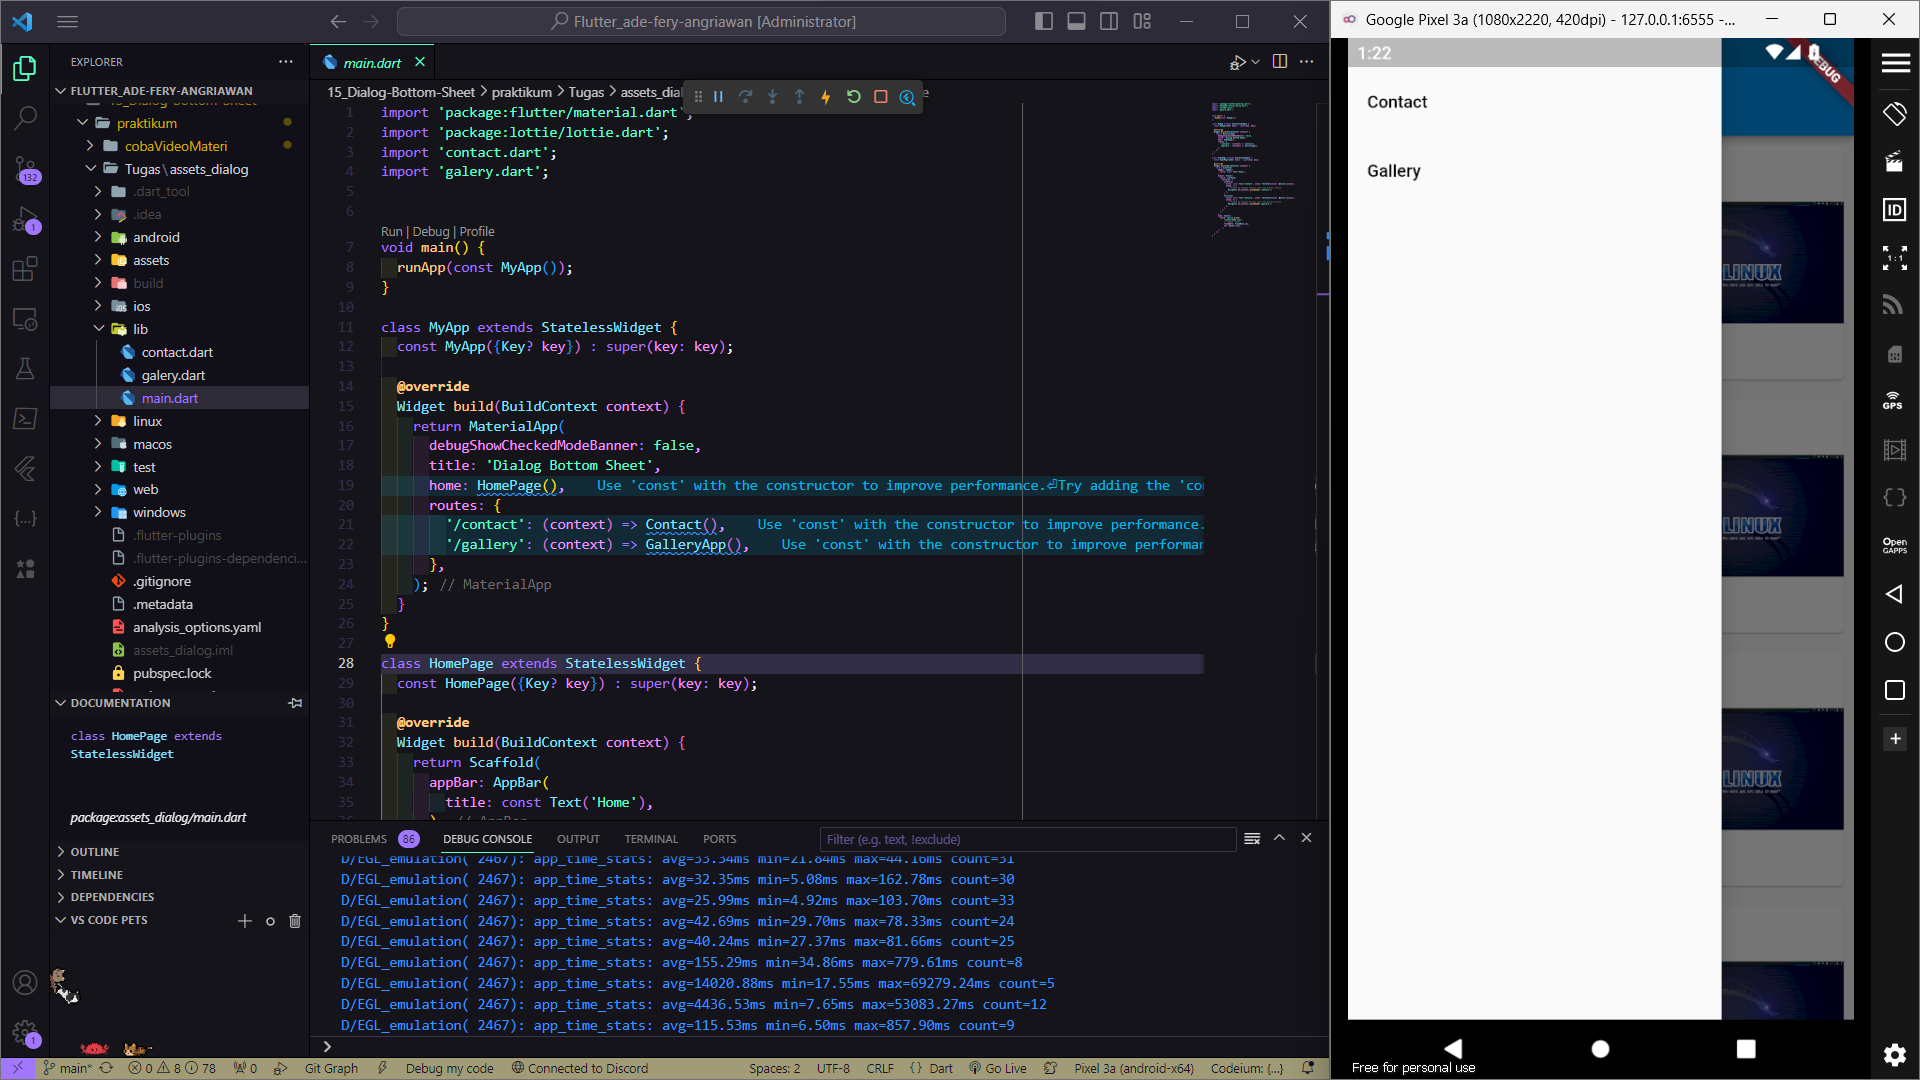 Flutter_ade-fery-angriawan [Administrator]
EXPLORER
FLUTTER_ADE-FERY-ANGRIAWAN
15_Dialog-Bottom-Sheet
praktikum
cobaVideoMateri
Tugas\assets_dialog
.dart_tool
.idea
android
assets
build
ios
lib
contact.dart
galery.dart
main.dart
linux
macos
test
web
windows
.flutter-plugins
.flutter-plugins-dependenci...
.gitignore
.metadata
analysis_options.yaml
assets_dialog.iml
pubspec.lock
132
1
DOCUMENTATION
class HomePage extends
StatelessWidget
package:assets_dialog/main.dart
OUTLINE
TIMELINE
DEPENDENCIES
VS CODE PETS
1
main.dart
15_Dialog-Bottom-Sheet > praktikum > Tugas > assets_dial
1 import 'package:flutter/material.dart';
2 import 'package:lottie/lottie.dart';
3 import 'contact.dart';
4 import 'galery.dart';
5
6
Run | Debug | Profile
7 void main() {
8 runApp(const MyApp());
9 }
10
11 class MyApp extends StatelessWidget {
12 const MyApp({Key? key}) : super(key: key);
13
14 @override
15 Widget build(BuildContext context) {
16 return MaterialApp(
17 debugShowCheckedModeBanner: false,
18 title: 'Dialog Bottom Sheet',
19 home: HomePage(), Use 'const' with the constructor to improve performance.⏎Try adding the 'co
20 routes: {
21 '/contact': (context) => Contact(), Use 'const' with the constructor to improve performance.
22 '/gallery': (context) => GalleryApp(), Use 'const' with the constructor to improve performan
23 },
24 ); // MaterialApp
25 }
26 }
27
28 class HomePage extends StatelessWidget {
29 const HomePage({Key? key}) : super(key: key);
30
31 @override
32 Widget build(BuildContext context) {
33 return Scaffold(
34 appBar: AppBar(
35 title: const Text('Home'),
), // AppBar
PROBLEMS 86 DEBUG CONSOLE OUTPUT TERMINAL PORTS Filter (e.g. text, !exclude)
D/EGL_emulation( 2467): app_time_stats: avg=33.34ms min=21.84ms max=44.16ms count=31
D/EGL_emulation( 2467): app_time_stats: avg=32.35ms min=5.08ms max=162.78ms count=30
D/EGL_emulation( 2467): app_time_stats: avg=25.99ms min=4.92ms max=103.70ms count=33
D/EGL_emulation( 2467): app_time_stats: avg=42.69ms min=29.70ms max=78.33ms count=24
D/EGL_emulation( 2467): app_time_stats: avg=40.24ms min=27.37ms max=81.66ms count=25
D/EGL_emulation( 2467): app_time_stats: avg=155.29ms min=34.86ms max=779.61ms count=8
D/EGL_emulation( 2467): app_time_stats: avg=14020.88ms min=17.55ms max=69279.24ms count=5
D/EGL_emulation( 2467): app_time_stats: avg=4436.53ms min=7.65ms max=53083.27ms count=12
D/EGL_emulation( 2467): app_time_stats: avg=115.53ms min=6.50ms max=857.90ms count=9
main* 0 8 78 0 Git Graph Debug my code Connected to Discord Spaces: 2 UTF-8 CRLF {} Dart Go Live Pixel 3a (android-x64) Codeium: {...}
Google Pixel 3a (1080x2220, 420dpi) - 127.0.0.1:6555 -...
1:22
DEBUG
Contact
Gallery
LINUX
LINUX
LINUX
ID
1:1
GPS
Open
GAPPS
Free for personal use